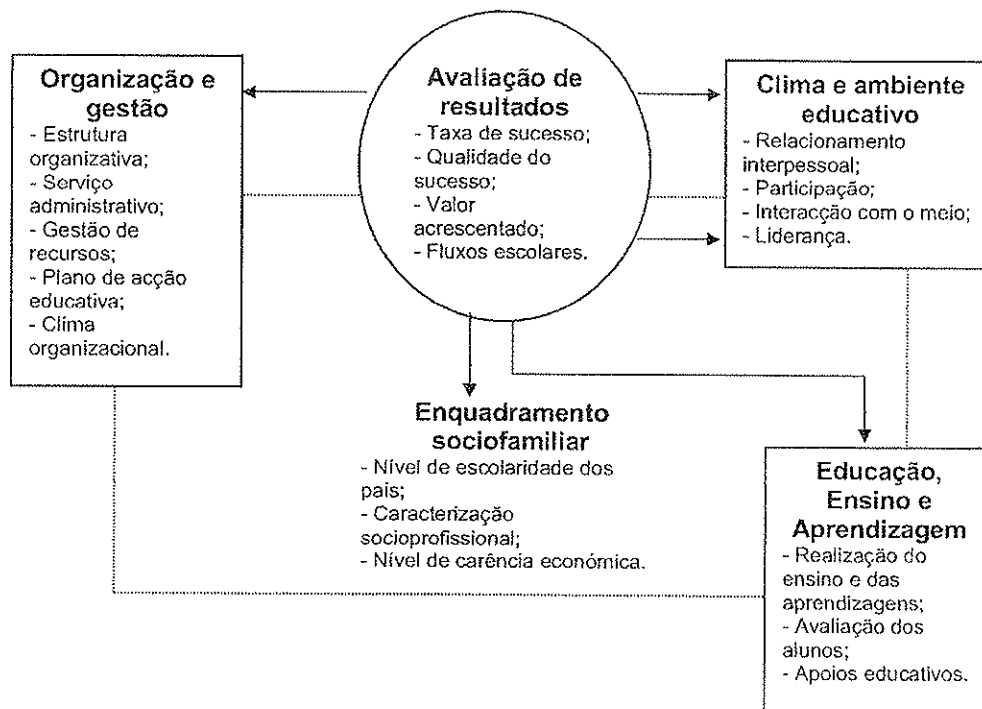 Organização e
gestão
- Estrutura
organizativa;
- Serviço
administrativo;
- Gestão de
recursos;
- Plano de acção
educativa;
- Clima
organizacional.
Avaliação de
resultados
- Taxa de sucesso;
- Qualidade do
sucesso;
- Valor
acrescentado;
- Fluxos escolares.
Clima e ambiente
educativo
- Relacionamento
interpessoal;
- Participação;
- Interacção com o meio;
- Liderança.
Enquadramento
sociofamiliar
- Nível de escolaridade dos
pais;
- Caracterização
socioprofissional;
- Nível de carência económica.
Educação,
Ensino e
Aprendizagem
- Realização do
ensino e das
aprendizagens;
- Avaliação dos
alunos;
- Apoios educativos.